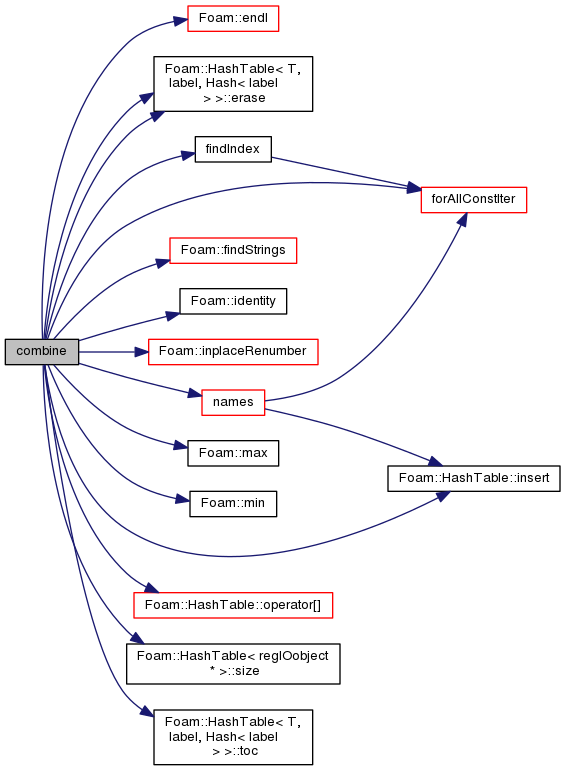 Foam::endl
Foam::HashTable< T,
label, Hash< label
> >::erase
findIndex
forAllConstIter
Foam::findStrings
Foam::identity
combine
Foam::inplaceRenumber
names
Foam::max
Foam::HashTable::insert
Foam::min
Foam::HashTable::operator[]
Foam::HashTable< regIOobject
* >::size
Foam::HashTable< T,
label, Hash< label
> >::toc